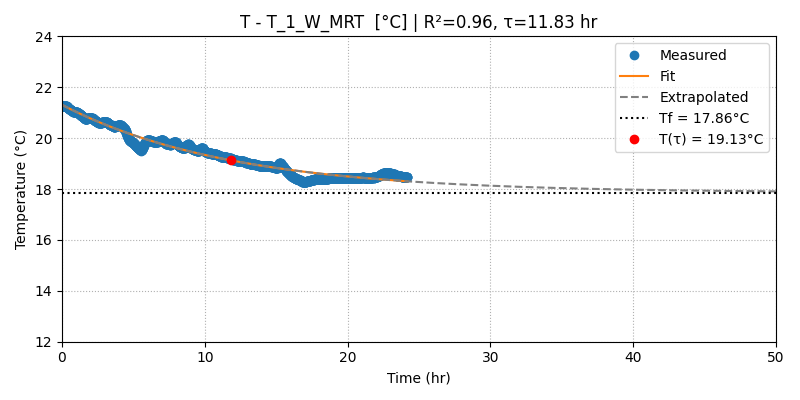 T - T_1_W_MRT  [°C] | R²=0.96, τ=11.83 hr
24
22
20
18
16
14
12
Temperature (°C)
Measured
Fit
Extrapolated
Tf = 17.86°C
T(τ) = 19.13°C
0
10
20
30
40
50
Time (hr)